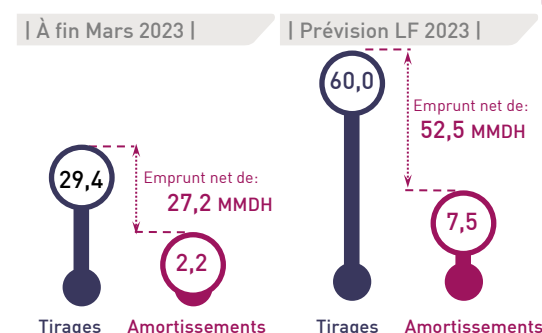 | À fin Mars 2023 |
29,4
Emprunt net de:
27,2 MMDH
2,2
Tirages Amortissements
| Prévision LF 2023 |
60,0
Emprunt net de:
52,5 MMDH
7,5
Tirages Amortissements